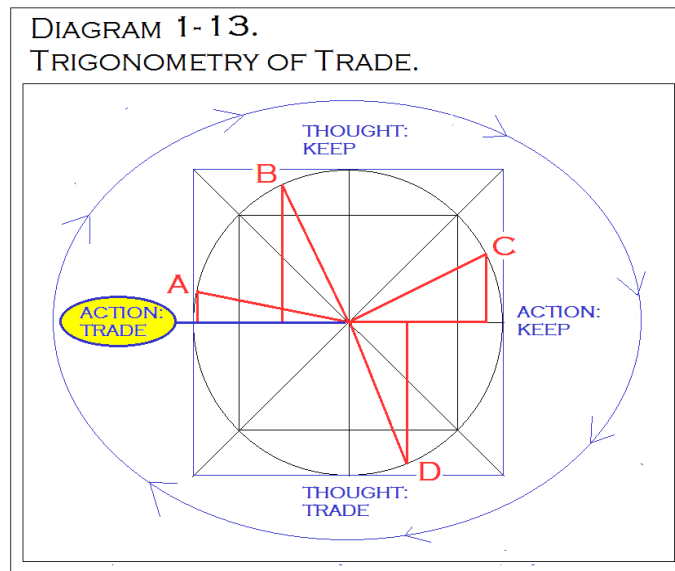 DIAGRAM 1-13.
TRIGONOMETRY OF TRADE.
THOUGHT:
KEEP
B
C
A
ACTION:
TRADE
ACTION:
KEEP
D
THOUGHT:
TRADE